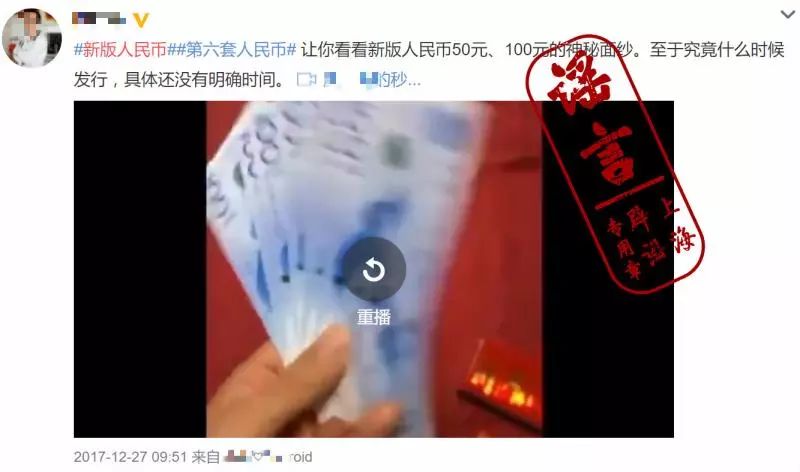 #新版人民币##第六套人民币# 让你看看新版人民币50元、100元的神秘面纱。至于究竟什么时候
发行，具体还没有明确时间。 的秒...
谣言
上海
辟谣
专用章
重播
2017-12-27 09:51 来自 roid